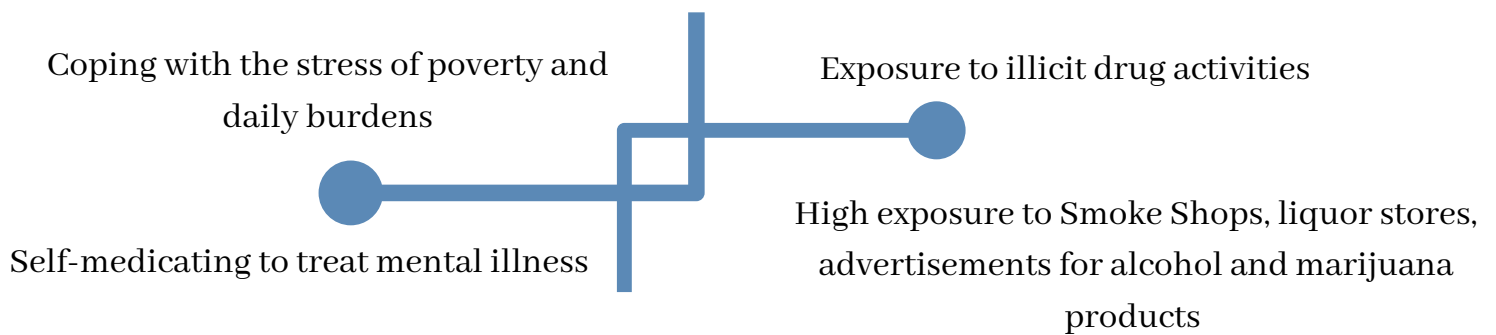 Coping with the stress of poverty and
daily burdens
Self-medicating to treat mental illness
Exposure to illicit drug activities
High exposure to Smoke Shops, liquor stores,
advertisements for alcohol and marijuana
products